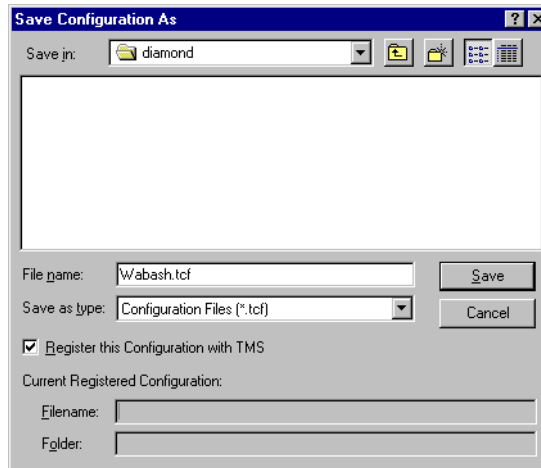 Save Configuration As
Save in: diamond
File name: Wabash.tcf Save
Save as type: Configuration Files (*.tcf) Cancel
Register this Configuration with TMS
Current Registered Configuration:
Filename:
Folder: